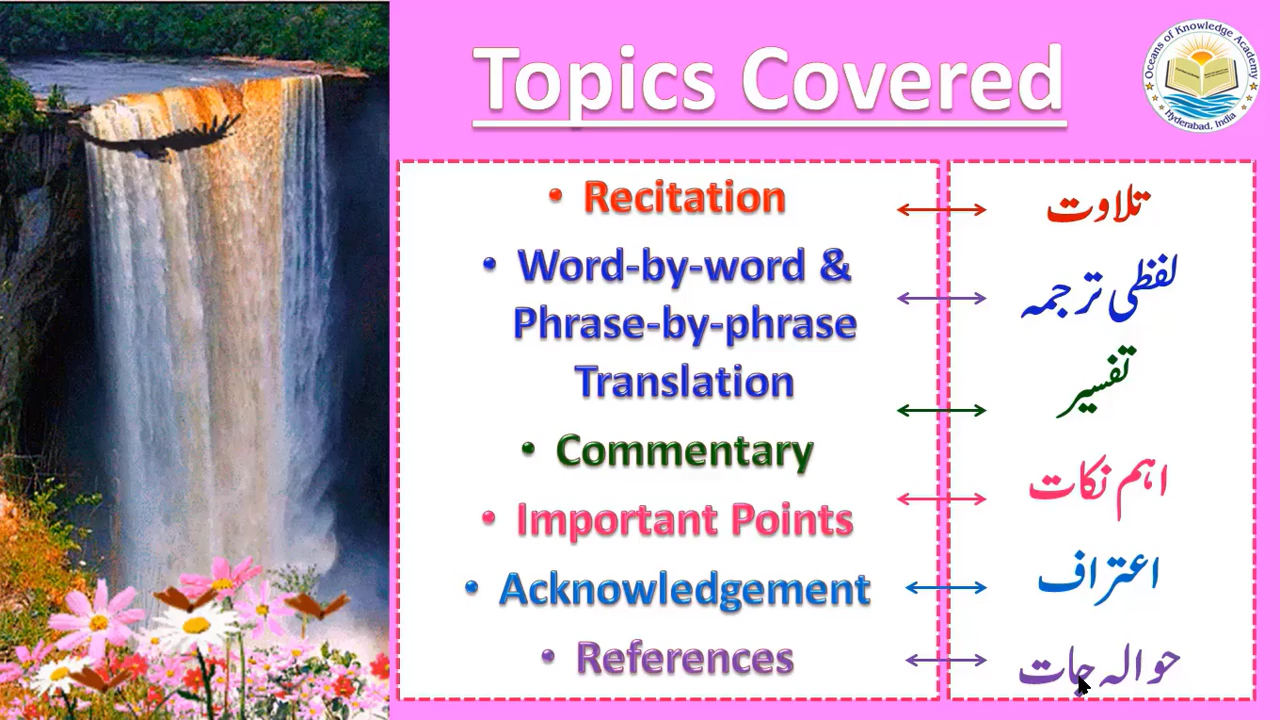 Topics Covered
Oceans of Knowledge Academy
Hyderabad, India
• Recitation
• Word-by-word &
Phrase-by-phrase
Translation
• Commentary
• Important Points
• Acknowledgement
• References
تلاوت
لفظی ترجمہ
تفسیر
اہم نکات
اعتراف
حوالہ جات